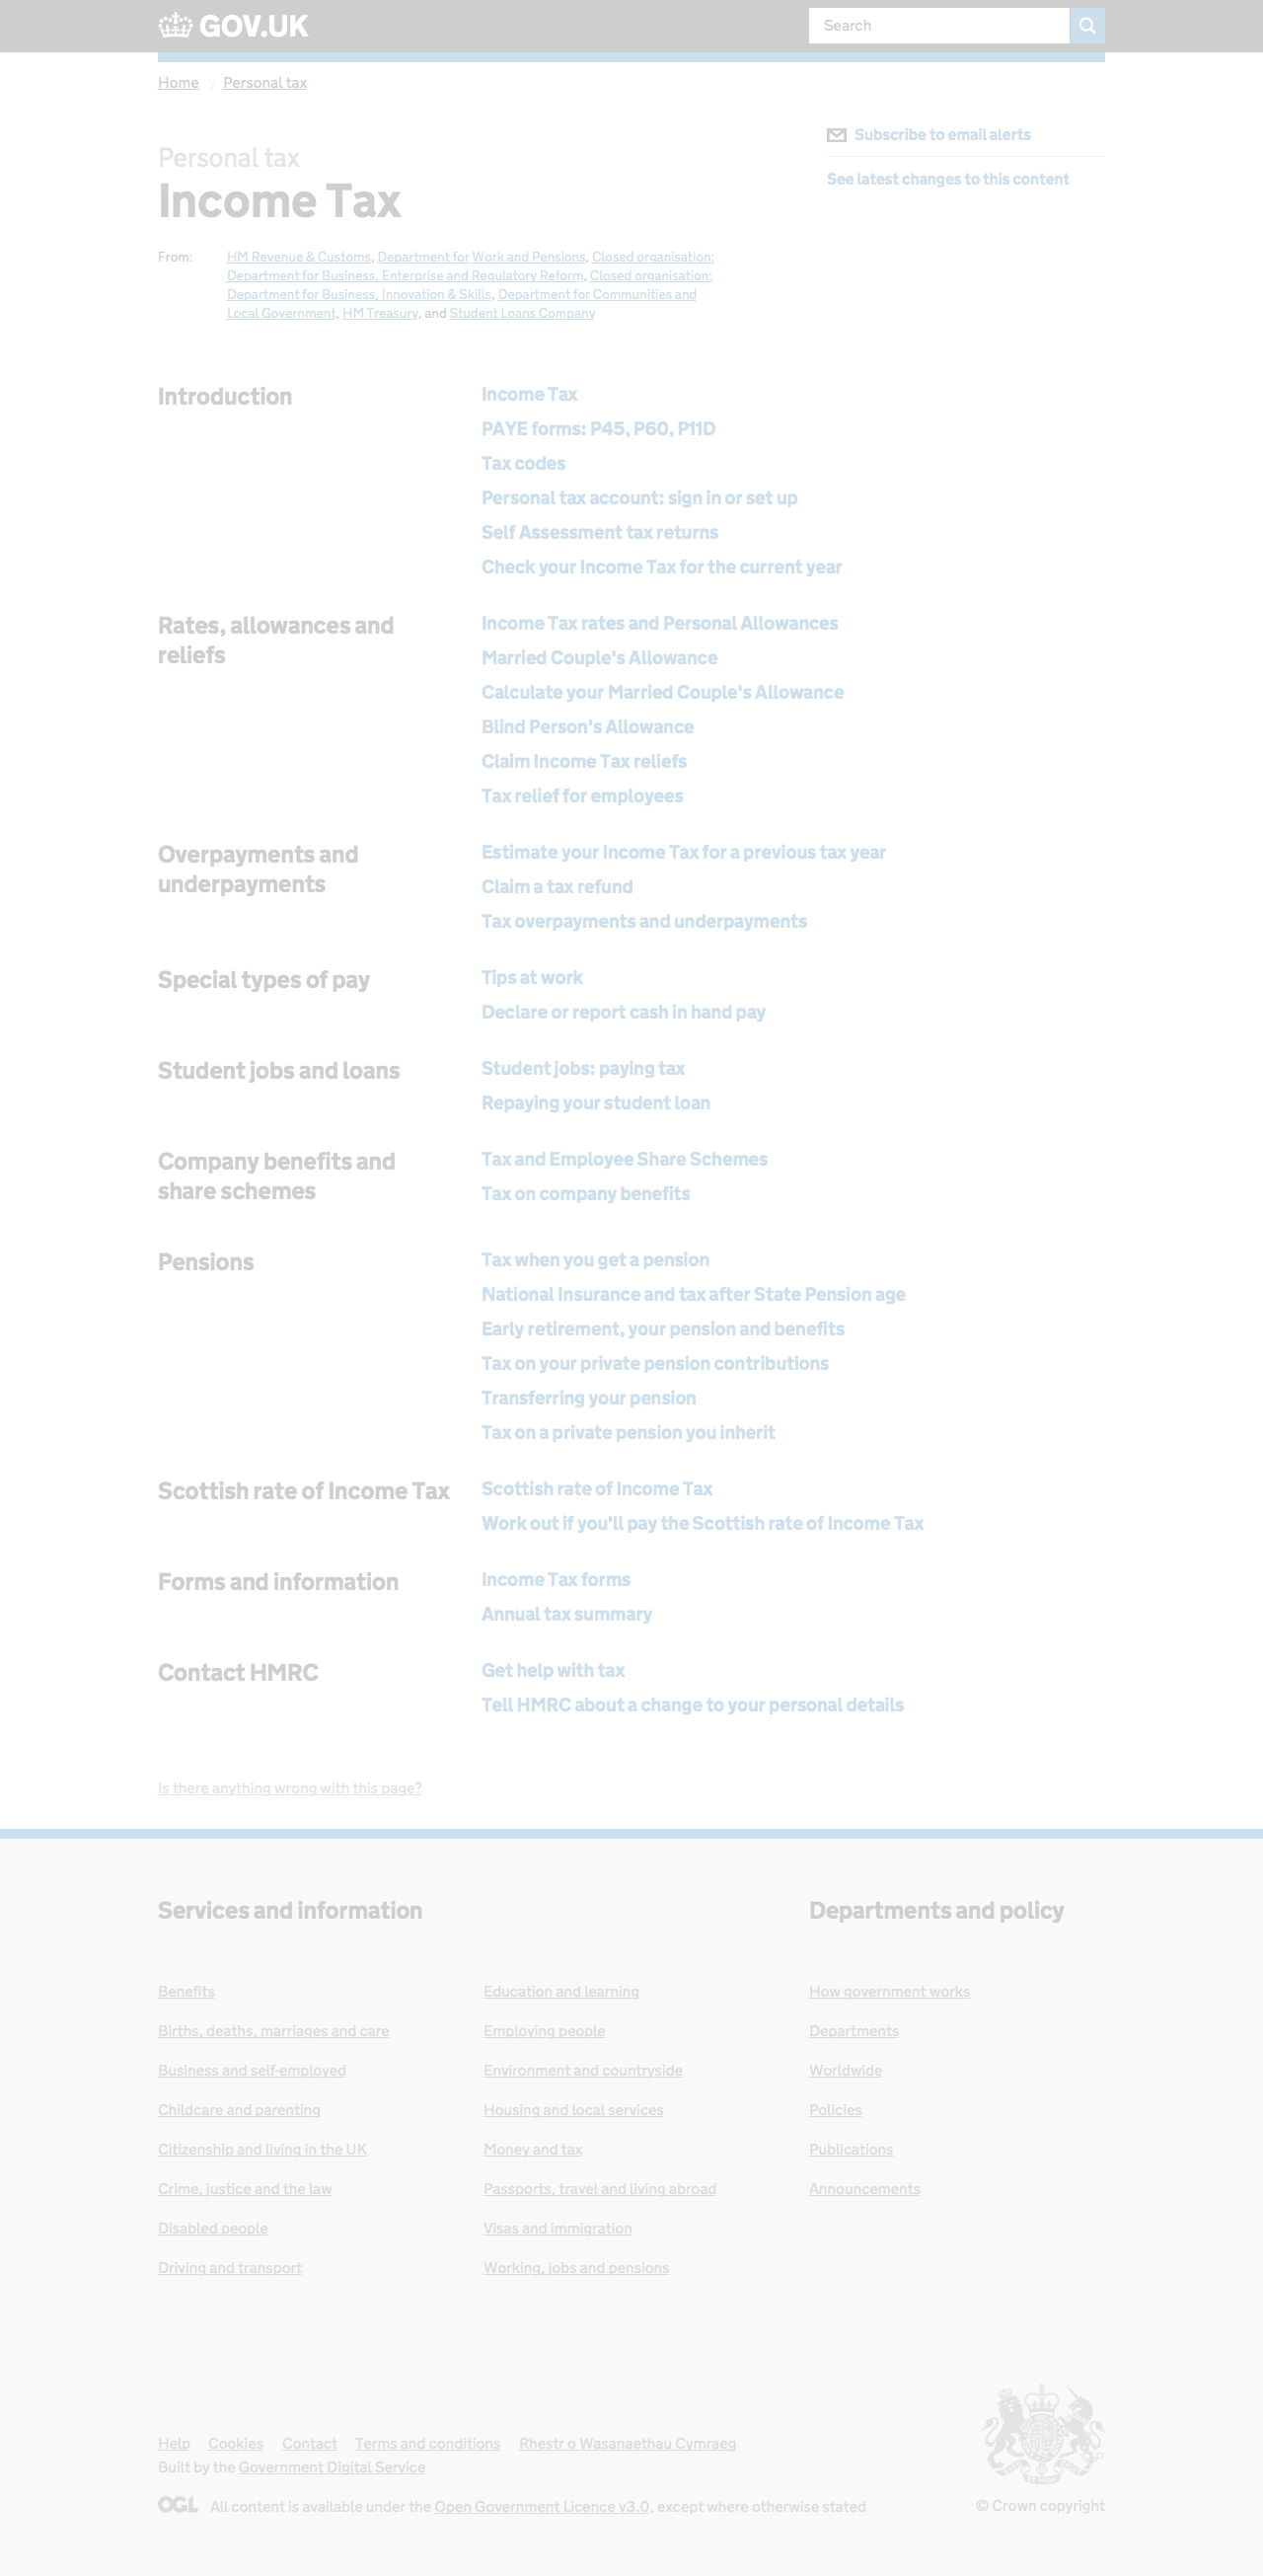 GOV.UK
Search
Home
Personal tax
Subscribe to email alerts
See latest changes to this content
Personal tax
Income Tax
From:
HM Revenue & Customs, Department for Work and Pensions, Closed organisation:
Department for Business, Enterprise and Regulatory Reform, Closed organisation:
Department for Business, Innovation & Skills, Department for Communities and
Local Government, HM Treasury, and Student Loans Company
Introduction
Income Tax
PAYE forms: P45, P60, P11D
Tax codes
Personal tax account: sign in or set up
Self Assessment tax returns
Check your Income Tax for the current year
Rates, allowances and
reliefs
Income Tax rates and Personal Allowances
Married Couple's Allowance
Calculate your Married Couple's Allowance
Blind Person's Allowance
Claim Income Tax reliefs
Tax relief for employees
Overpayments and
underpayments
Estimate your Income Tax for a previous tax year
Claim a tax refund
Tax overpayments and underpayments
Special types of pay
Tips at work
Declare or report cash in hand pay
Student jobs and loans
Student jobs: paying tax
Repaying your student loan
Company benefits and
share schemes
Tax and Employee Share Schemes
Tax on company benefits
Pensions
Tax when you get a pension
National Insurance and tax after State Pension age
Early retirement, your pension and benefits
Tax on your private pension contributions
Transferring your pension
Tax on a private pension you inherit
Scottish rate of Income Tax
Scottish rate of Income Tax
Work out if you'll pay the Scottish rate of Income Tax
Forms and information
Income Tax forms
Annual tax summary
Contact HMRC
Get help with tax
Tell HMRC about a change to your personal details
Is there anything wrong with this page?
Services and information
Benefits
Births, deaths, marriages and care
Business and self-employed
Childcare and parenting
Citizenship and living in the UK
Crime, justice and the law
Disabled people
Driving and transport
Education and learning
Employing people
Environment and countryside
Housing and local services
Money and tax
Passports, travel and living abroad
Visas and immigration
Working, jobs and pensions
Departments and policy
How government works
Departments
Worldwide
Policies
Publications
Announcements
Help Cookies Contact Terms and conditions Rhestr o Wasanaethau Cymraeg
Built by the Government Digital Service
OGL All content is available under the Open Government Licence v3.0, except where otherwise stated
© Crown copyright